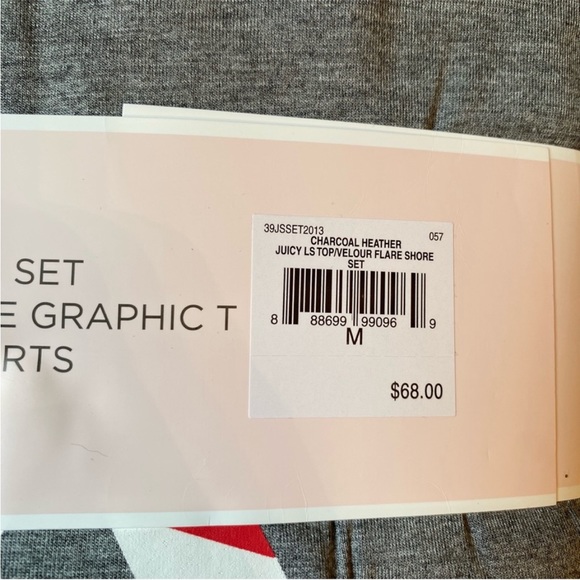 SET
E GRAPHIC T
RTS
39JSSET2013 057
CHARCOAL HEATHER
JUICY LS TOP/VELOUR FLARE SHORE
SET
8 88699 99096 9
M
$68.00